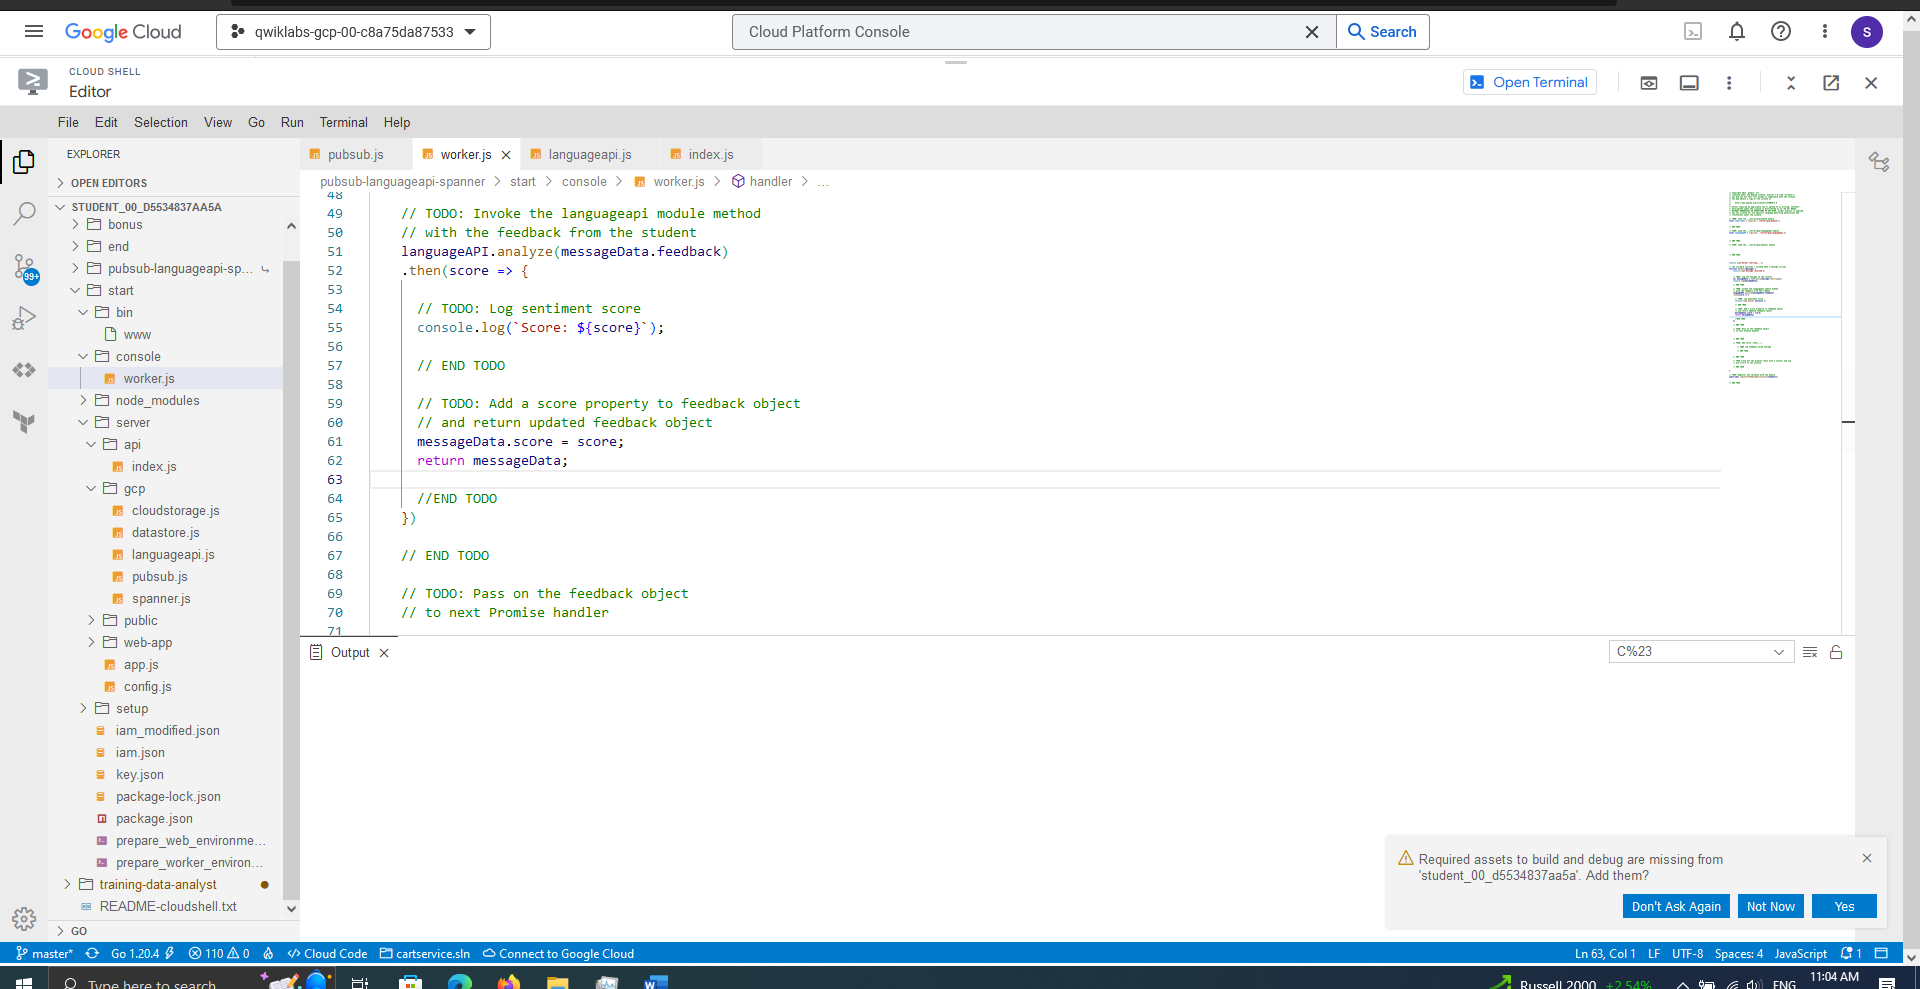 Google Cloud
qwiklabs-gcp-00-c8a75da87533
Cloud Platform Console
Search
S
CLOUD SHELL
Editor
Open Terminal
File Edit Selection View Go Run Terminal Help
EXPLORER
OPEN EDITORS
STUDENT_00_D5534837AA5A
bonus
end
pubsub-languageapi-sp...
start
bin
www
console
worker.js
node_modules
server
api
index.js
gcp
cloudstorage.js
datastore.js
languageapi.js
pubsub.js
spanner.js
public
web-app
app.js
config.js
setup
iam_modified.json
iam.json
key.json
package-lock.json
package.json
prepare_web_environme...
prepare_worker_environ...
training-data-analyst
README-cloudshell.txt
GO
99+
pubsub.js worker.js languageapi.js index.js
pubsub-languageapi-spanner > start > console > worker.js > handler > ...
48
49 // TODO: Invoke the languageapi module method
50 // with the feedback from the student
51 languageAPI.analyze(messageData.feedback)
52 .then(score => {
53
54 // TODO: Log sentiment score
55 console.log(`Score: ${score}`);
56
57 // END TODO
58
59 // TODO: Add a score property to feedback object
60 // and return updated feedback object
61 messageData.score = score;
62 return messageData;
63
64 //END TODO
65 })
66
67 // END TODO
68
69 // TODO: Pass on the feedback object
70 // to next Promise handler
71
Output
C%23
Required assets to build and debug are missing from
'student_00_d5534837aa5a'. Add them?
Don't Ask Again Not Now Yes
master* Go 1.20.4 110 0 Cloud Code cartservice.sln Connect to Google Cloud
Ln 63, Col 1 LF UTF-8 Spaces: 4 JavaScript 1
Type here to search
Russell 2000 +2.54%
ENG
11:04 AM